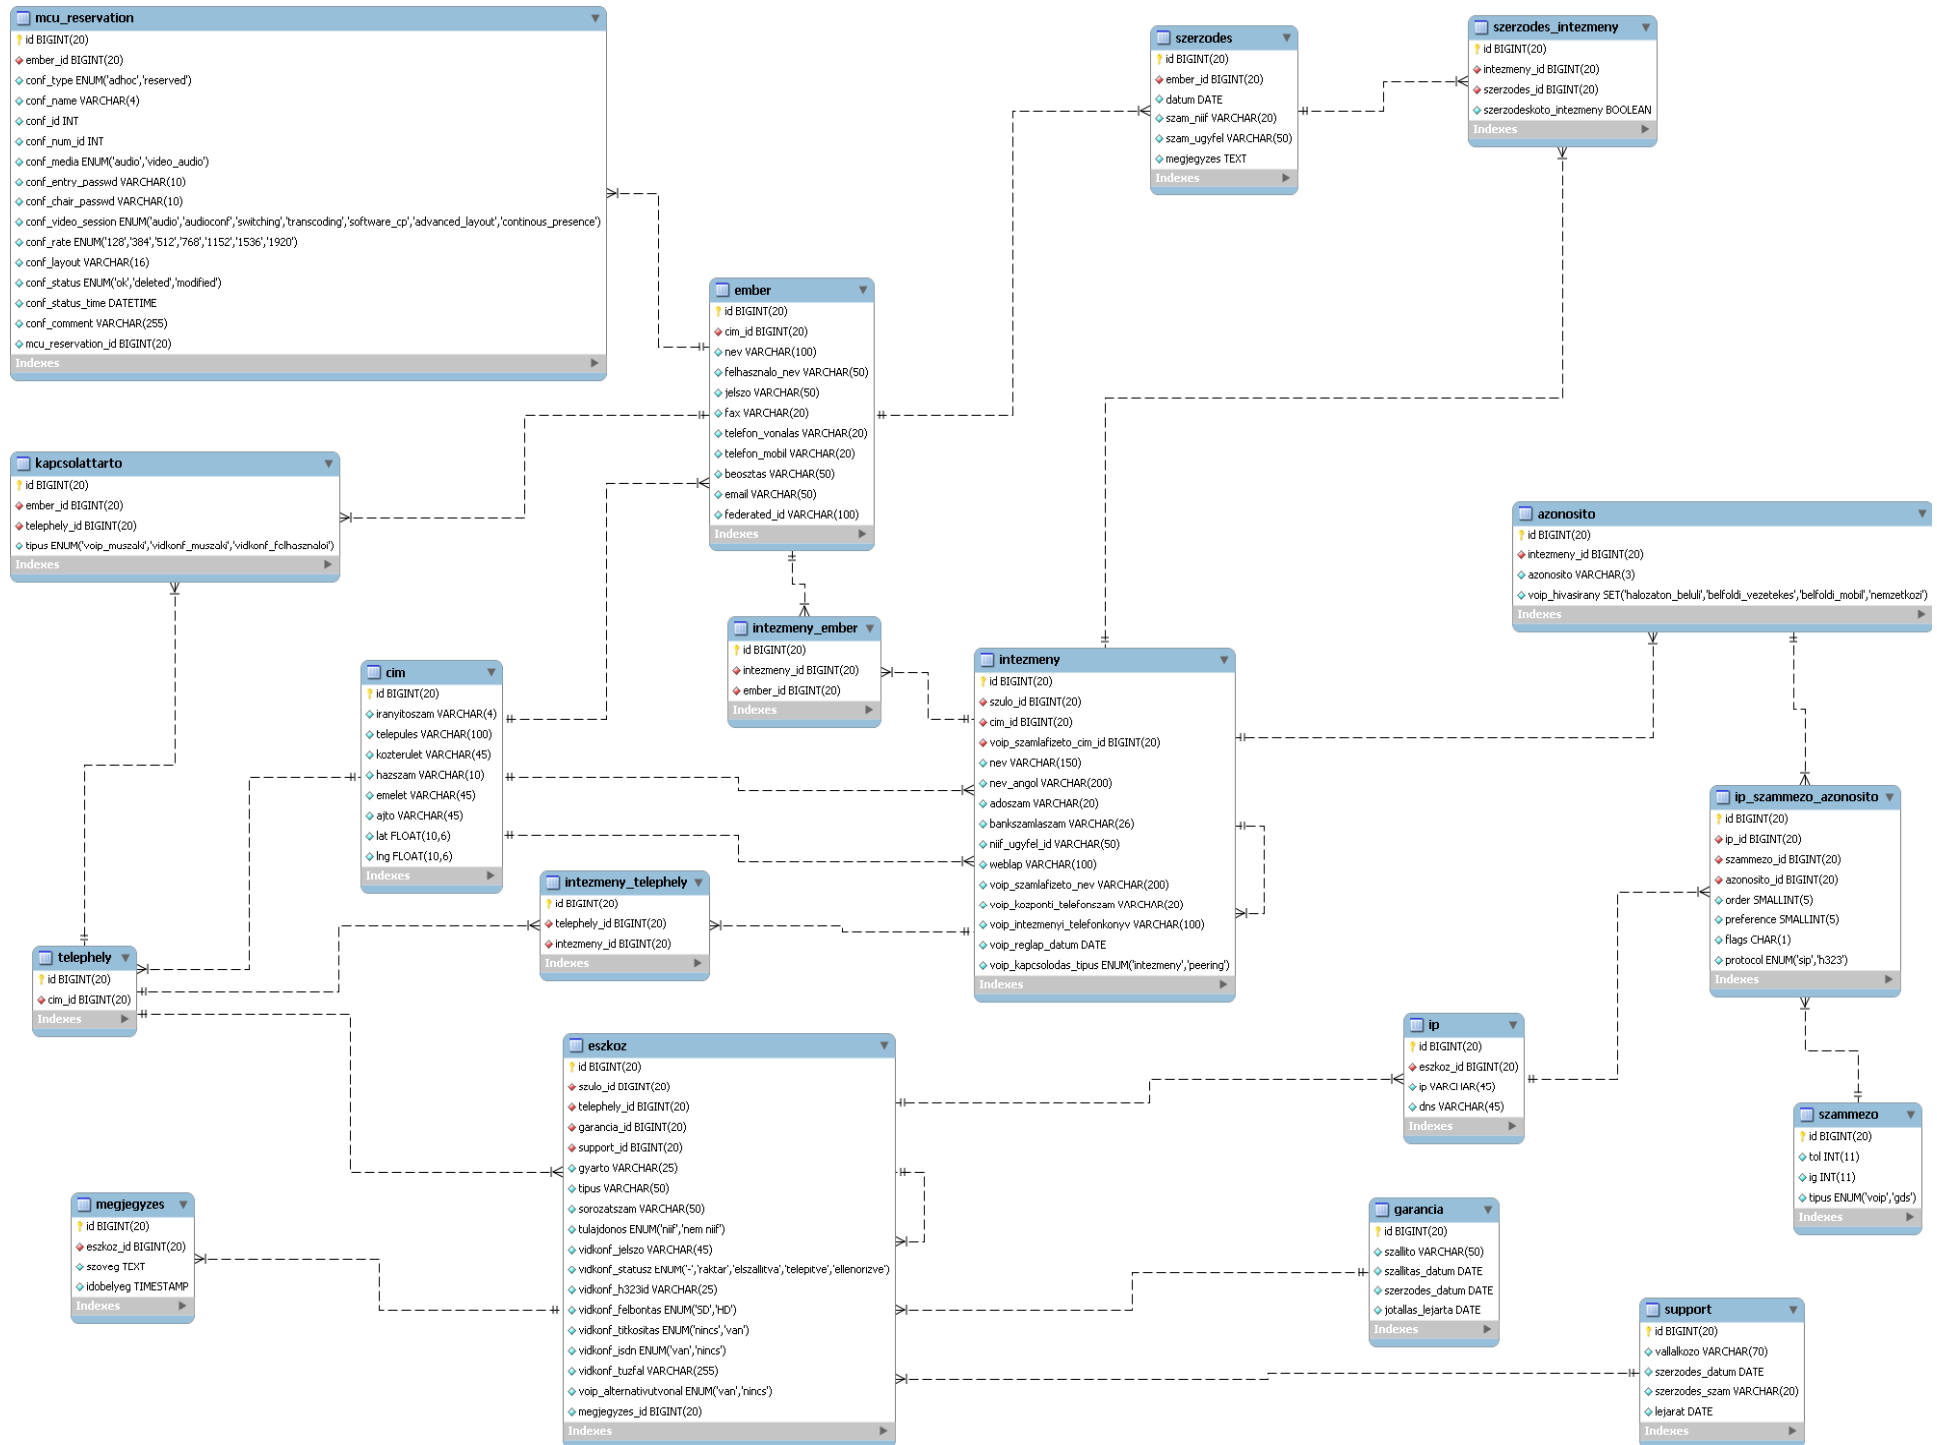 mcu_reservation
id BIGINT(20)
ember_id BIGINT(20)
conf_type ENUM('adhoc','reserved')
conf_name VARCHAR(4)
conf_id INT
conf_num_id INT
conf_media ENUM('audio','video_audio')
conf_entry_passwd VARCHAR(10)
conf_chair_passwd VARCHAR(10)
conf_video_session ENUM('audio','audioconf','switching','transcoding','software_cp','advanced_layout','continous_presence')
conf_rate ENUM('128','384','512','768','1152','1536','1920')
conf_layout VARCHAR(16)
conf_status ENUM('ok','deleted','modified')
conf_status_time DATETIME
conf_comment VARCHAR(255)
mcu_reservation_id BIGINT(20)
Indexes
szerzodes
id BIGINT(20)
ember_id BIGINT(20)
datum DATE
szam_niif VARCHAR(20)
szam_ugyfel VARCHAR(50)
megjegyzes TEXT
Indexes
szerzodes_intezmeny
id BIGINT(20)
intezmeny_id BIGINT(20)
szerzodes_id BIGINT(20)
szerzodeskoto_intezmeny BOOLEAN
Indexes
ember
id BIGINT(20)
cim_id BIGINT(20)
nev VARCHAR(100)
felhasznalo_nev VARCHAR(50)
jelszo VARCHAR(50)
fax VARCHAR(20)
telefon_vonalas VARCHAR(20)
telefon_mobil VARCHAR(20)
beosztas VARCHAR(50)
email VARCHAR(50)
federated_id VARCHAR(100)
Indexes
kapcsolattarto
id BIGINT(20)
ember_id BIGINT(20)
telephely_id BIGINT(20)
tipus ENUM('voip_muszaki','vidkonf_muszaki','vidkonf_felhasznaloi')
Indexes
azonosito
id BIGINT(20)
intezmeny_id BIGINT(20)
azonosito VARCHAR(3)
voip_hivasirany SET('halozaton_beluli','belfoldi_vezetekes','belfoldi_mobil','nemzetkozi')
Indexes
intezmeny_ember
id BIGINT(20)
intezmeny_id BIGINT(20)
ember_id BIGINT(20)
Indexes
cim
id BIGINT(20)
iranyitoszam VARCHAR(4)
telepules VARCHAR(100)
kozterulet VARCHAR(45)
hazszam VARCHAR(10)
emelet VARCHAR(45)
ajto VARCHAR(45)
lat FLOAT(10,6)
lng FLOAT(10,6)
Indexes
intezmeny
id BIGINT(20)
szulo_id BIGINT(20)
cim_id BIGINT(20)
voip_szamlafizeto_cim_id BIGINT(20)
nev VARCHAR(150)
nev_angol VARCHAR(200)
adoszam VARCHAR(20)
bankszamlaszam VARCHAR(26)
niif_ugyfel_id VARCHAR(50)
weblap VARCHAR(100)
voip_szamlafizeto_nev VARCHAR(200)
voip_kozponti_telefonszam VARCHAR(20)
voip_intezmenyi_telefonkonyv VARCHAR(100)
voip_reglap_datum DATE
voip_kapcsolodas_tipus ENUM('intezmeny','peering')
Indexes
ip_szammezo_azonosito
id BIGINT(20)
ip_id BIGINT(20)
szammezo_id BIGINT(20)
azonosito_id BIGINT(20)
order SMALLINT(5)
preference SMALLINT(5)
flags CHAR(1)
protocol ENUM('sip','h323')
Indexes
intezmeny_telephely
id BIGINT(20)
telephely_id BIGINT(20)
intezmeny_id BIGINT(20)
Indexes
telephely
id BIGINT(20)
cim_id BIGINT(20)
Indexes
eszkoz
id BIGINT(20)
szulo_id BIGINT(20)
telephely_id BIGINT(20)
garancia_id BIGINT(20)
support_id BIGINT(20)
gyarto VARCHAR(25)
tipus VARCHAR(50)
sorozatszam VARCHAR(50)
tulajdonos ENUM('niif','nem niif')
vidkonf_jelszo VARCHAR(45)
vidkonf_statusz ENUM('-','raktar','elszallitva','telepitve','ellenorizve')
vidkonf_h323id VARCHAR(25)
vidkonf_felbontas ENUM('SD','HD')
vidkonf_titkositas ENUM('nincs','van')
vidkonf_isdn ENUM('van','nincs')
vidkonf_tuzfal VARCHAR(255)
voip_alternativutvonal ENUM('van','nincs')
megjegyzes_id BIGINT(20)
Indexes
ip
id BIGINT(20)
eszkoz_id BIGINT(20)
ip VARCHAR(45)
dns VARCHAR(45)
Indexes
szammezo
id BIGINT(20)
tol INT(11)
ig INT(11)
tipus ENUM('voip','gds')
Indexes
megjegyzes
id BIGINT(20)
eszkoz_id BIGINT(20)
szoveg TEXT
idobelyeg TIMESTAMP
Indexes
garancia
id BIGINT(20)
szallito VARCHAR(50)
szallitas_datum DATE
szerzodes_datum DATE
jotallas_lejarta DATE
Indexes
support
id BIGINT(20)
vallalkozo VARCHAR(70)
szerzodes_datum DATE
szerzodes_szam VARCHAR(20)
lejarat DATE
Indexes